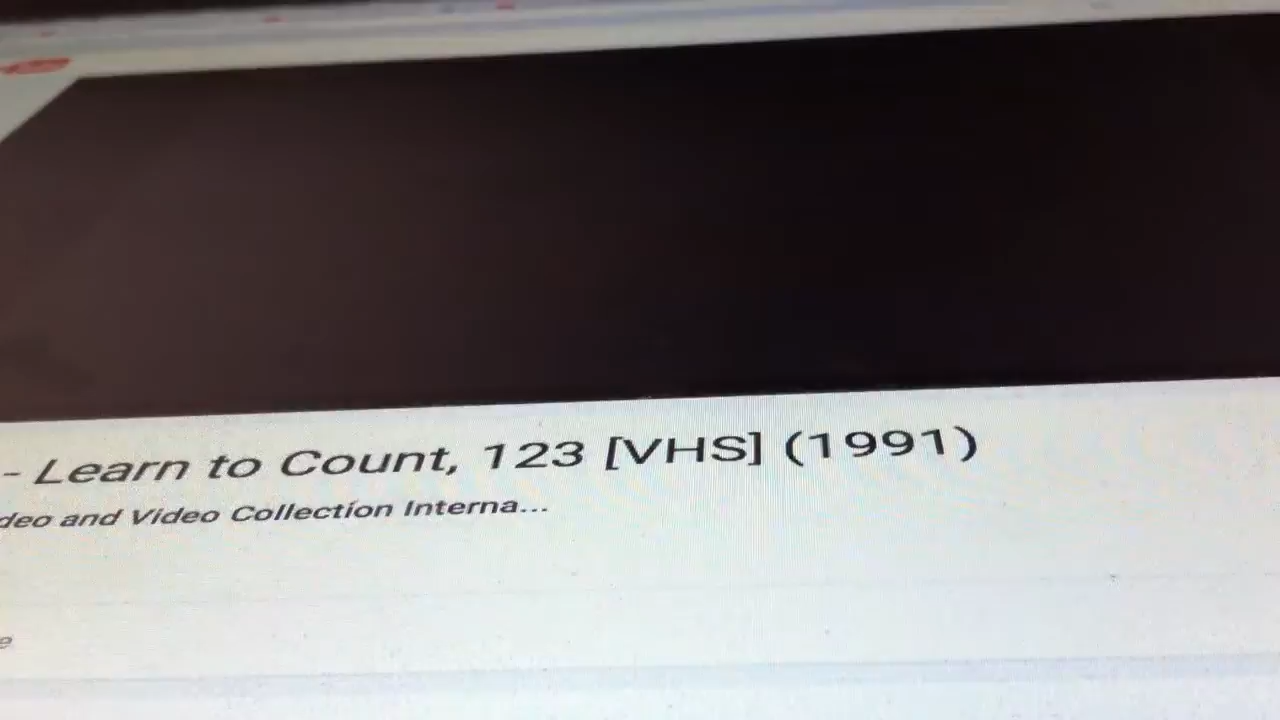 - Learn to Count, 123 [VHS] (1991)
deo and Video Collection Interna...
e